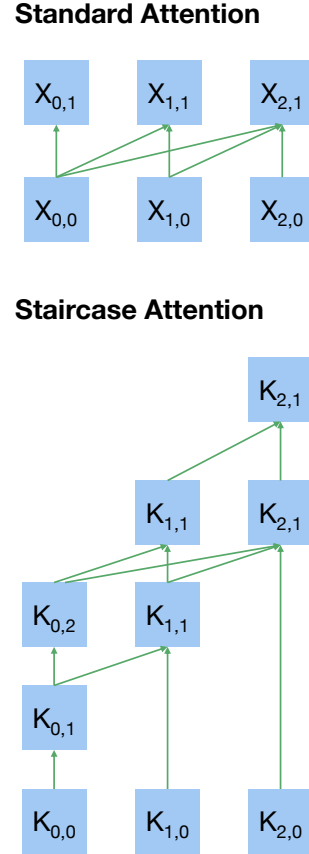 Standard Attention
X0,1 X1,1 X2,1
X0,0 X1,0 X2,0
Staircase Attention
K2,1
K1,1 K2,1
K0,2 K1,1
K0,1
K0,0 K1,0 K2,0